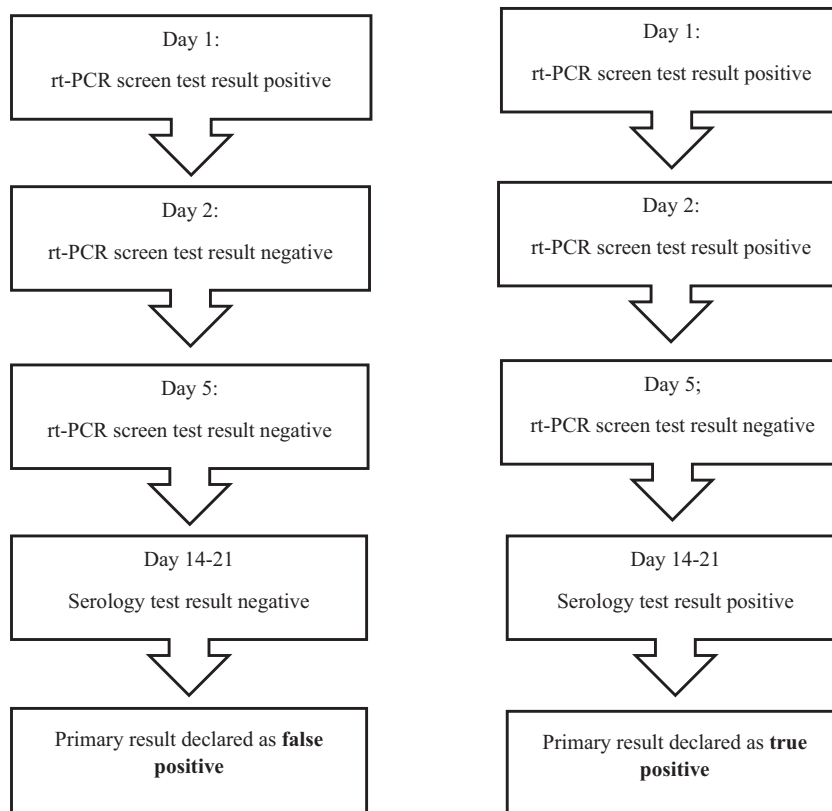 Day 1:
rt-PCR screen test result positive
Day 2:
rt-PCR screen test result negative
Day 5:
rt-PCR screen test result negative
Day 14-21
Serology test result negative
Primary result declared as false
positive
Day 1:
rt-PCR screen test result positive
Day 2:
rt-PCR screen test result positive
Day 5;
rt-PCR screen test result negative
Day 14-21
Serology test result positive
Primary result declared as true
positive